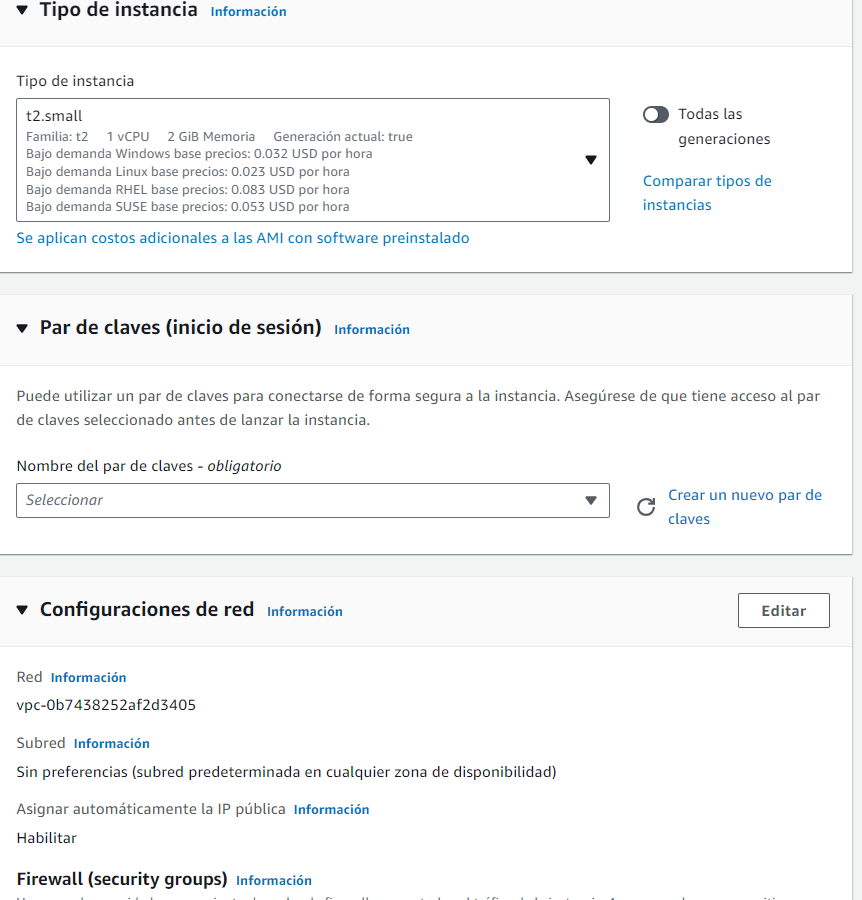 Tipo de instancia Información
Tipo de instancia
t2.small
Familia: t2 1 vCPU 2 GiB Memoria Generación actual: true
Bajo demanda Windows base precios: 0.032 USD por hora
Bajo demanda Linux base precios: 0.023 USD por hora
Bajo demanda RHEL base precios: 0.083 USD por hora
Bajo demanda SUSE base precios: 0.053 USD por hora
Todas las
generaciones
Comparar tipos de
instancias
Se aplican costos adicionales a las AMI con software preinstalado
Par de claves (inicio de sesión) Información
Puede utilizar un par de claves para conectarse de forma segura a la instancia. Asegúrese de que tiene acceso al par
de claves seleccionado antes de lanzar la instancia.
Nombre del par de claves - obligatorio
Seleccionar
Crear un nuevo par de
claves
Configuraciones de red Información
Editar
Red Información
vpc-0b7438252af2d3405
Subred Información
Sin preferencias (subred predeterminada en cualquier zona de disponibilidad)
Asignar automáticamente la IP pública Información
Habilitar
Firewall (security groups) Información